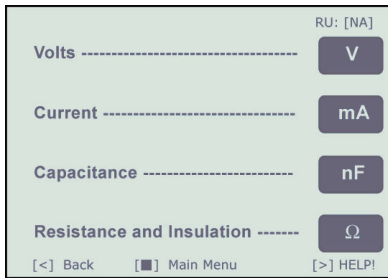 RU: [NA]
Volts ---------------------------------- V
Current ------------------------------- mA
Capacitance ------------------------ nF
Resistance and Insulation ------- Ω
[<] Back [■] Main Menu [>] HELP!